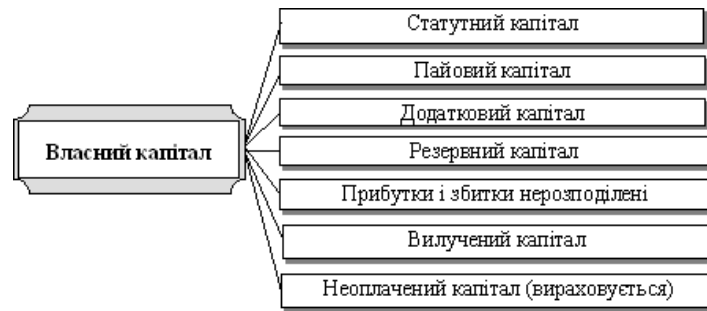 Статутний капітал
Пайовий капітал
Додатковий капітал
Власний капітал
Резервний капітал
Прибутки і збитки нерозподілені
Вилучений капітал
Неоплачений капітал (вираховується)